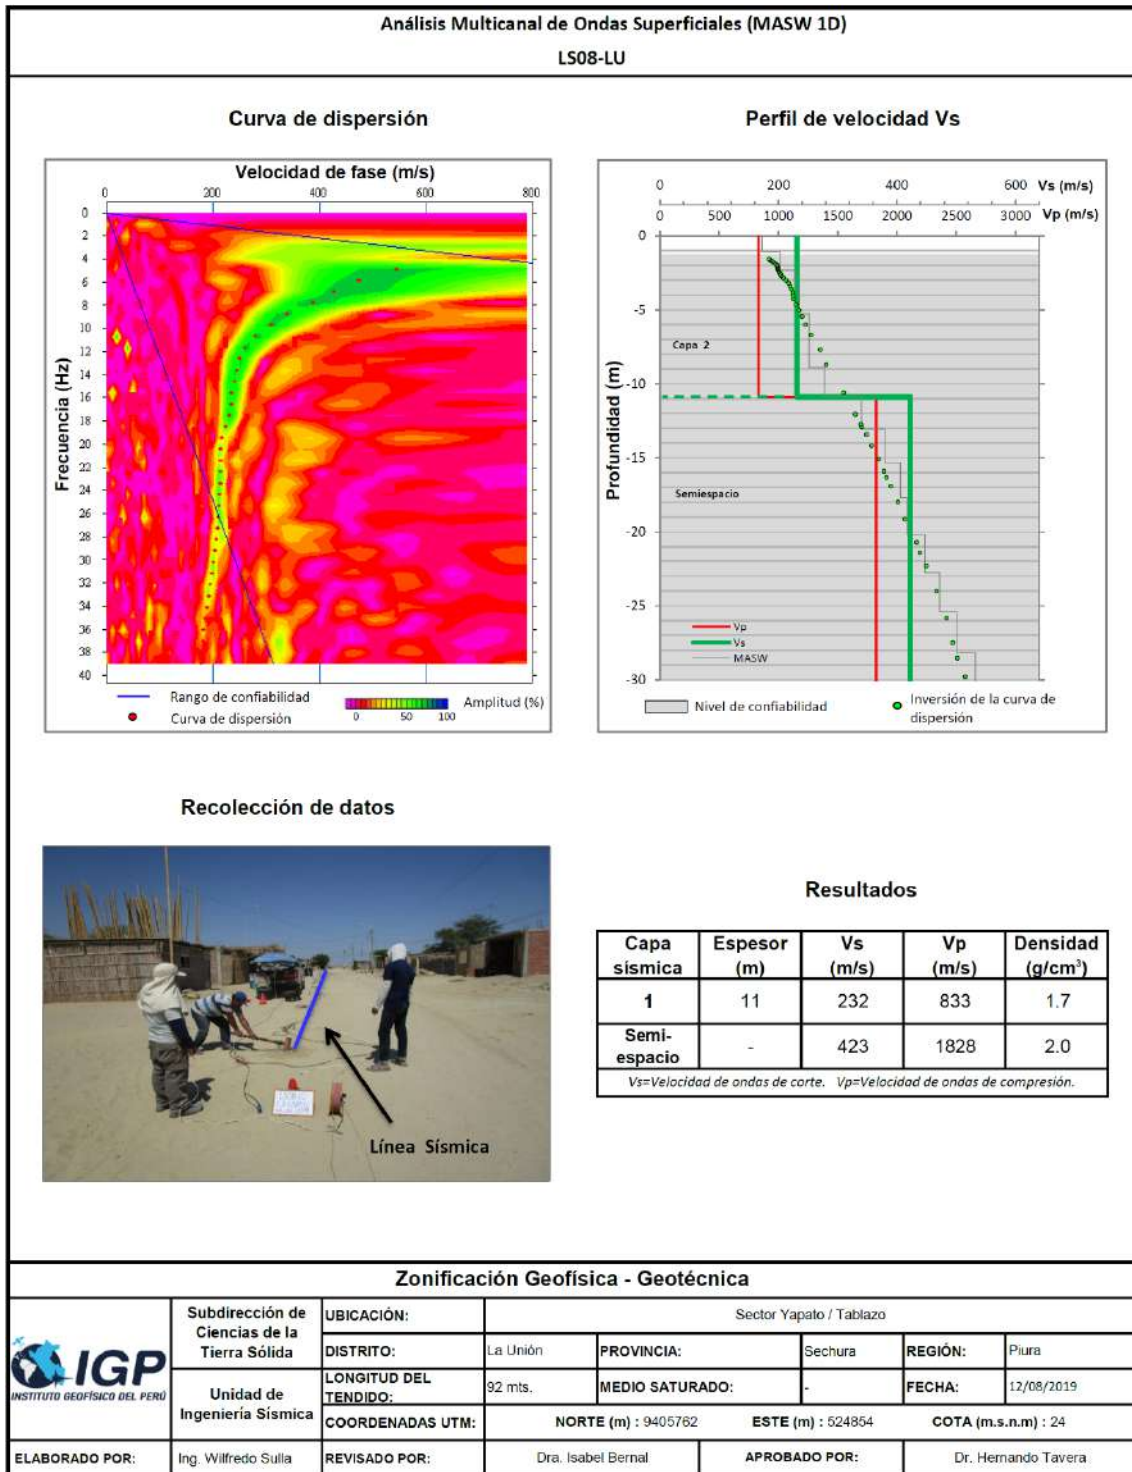 Análisis Multicanal de Ondas Superficiales (MASW 1D)
LS08-LU
Curva de dispersión
Velocidad de fase (m/s)
0 200 400 600 800
Frecuencia (Hz)
0
2
4
6
8
10
12
14
16
18
20
22
24
26
28
30
32
34
36
38
40
Rango de confiabilidad
Curva de dispersión
Amplitud (%)
0 50 100
Perfil de velocidad Vs
0 200 400 600 Vs (m/s)
0 500 1000 1500 2000 2500 3000 Vp (m/s)
Profundidad (m)
0
-5
-10
-15
-20
-25
-30
Capa 2
Semiespacio
Vp
Vs
MASW
Nivel de confiabilidad
Inversión de la curva de
dispersión
Recolección de datos
Línea Sísmica
Resultados
Capa sísmica Espesor (m) Vs (m/s) Vp (m/s) Densidad (g/cm³)
1 11 232 833 1.7
Semi-espacio - 423 1828 2.0
Vs=Velocidad de ondas de corte. Vp=Velocidad de ondas de compresión.
Zonificación Geofísica - Geotécnica
IGP
INSTITUTO GEOFÍSICO DEL PERÚ
Subdirección de
Ciencias de la
Tierra Sólida
Unidad de
Ingeniería Sísmica
UBICACIÓN: Sector Yapato / Tablazo
DISTRITO: La Unión PROVINCIA: Sechura REGIÓN: Piura
LONGITUD DEL TENDIDO: 92 mts. MEDIO SATURADO: - FECHA: 12/08/2019
COORDENADAS UTM: NORTE (m) : 9405762 ESTE (m) : 524854 COTA (m.s.n.m) : 24
ELABORADO POR: Ing. Wilfredo Sulla REVISADO POR: Dra. Isabel Bernal APROBADO POR: Dr. Hernando Tavera